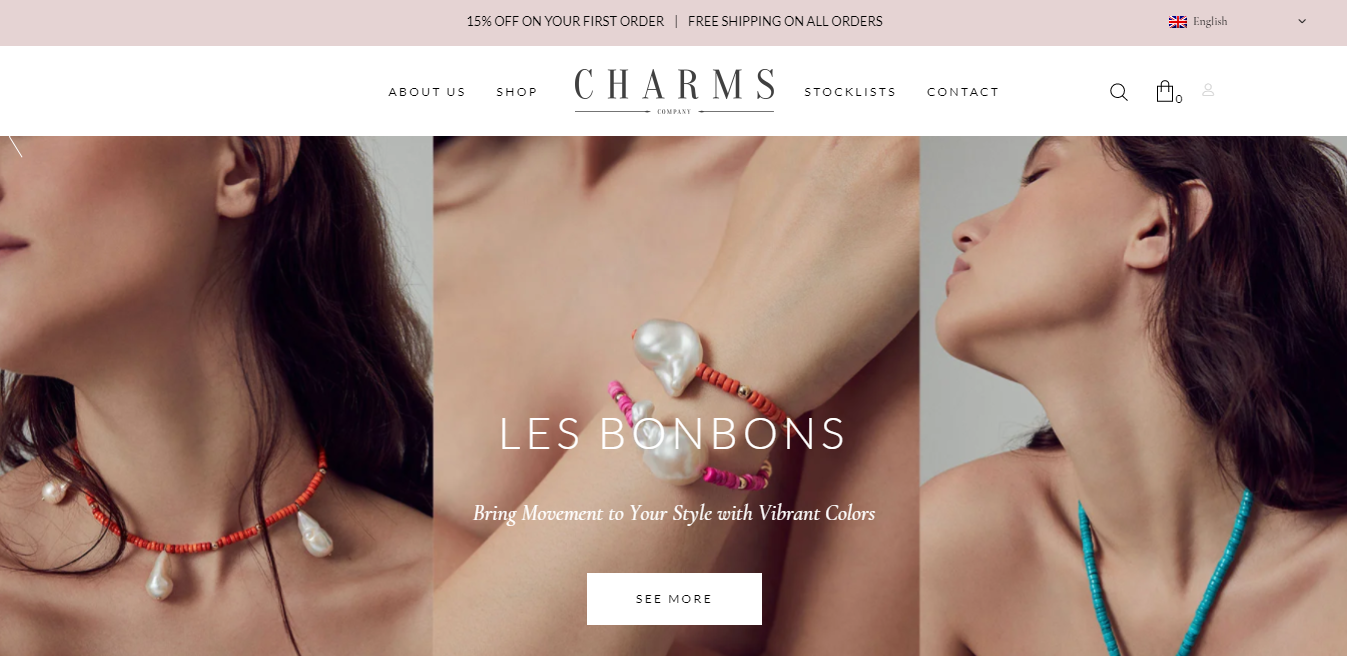 15% OFF ON YOUR FIRST ORDER | FREE SHIPPING ON ALL ORDERS
English
ABOUT US
SHOP
CHARMS
COMPANY
STOCKLISTS
CONTACT
0
LES BONBONS
Bring Movement to Your Style with Vibrant Colors
SEE MORE